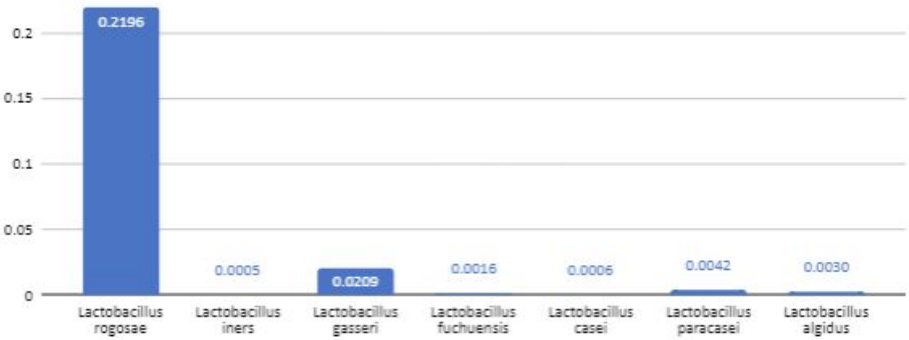 0.2
0.15
0.1
0.05
0
0.2196
0.0005
0.0209
0.0016
0.0006
0.0042
0.0030
Lactobacillus
rogosae
Lactobacillus
iners
Lactobacillus
gasseri
Lactobacillus
fuchuensis
Lactobacillus
casei
Lactobacillus
paracasei
Lactobacillus
algidus